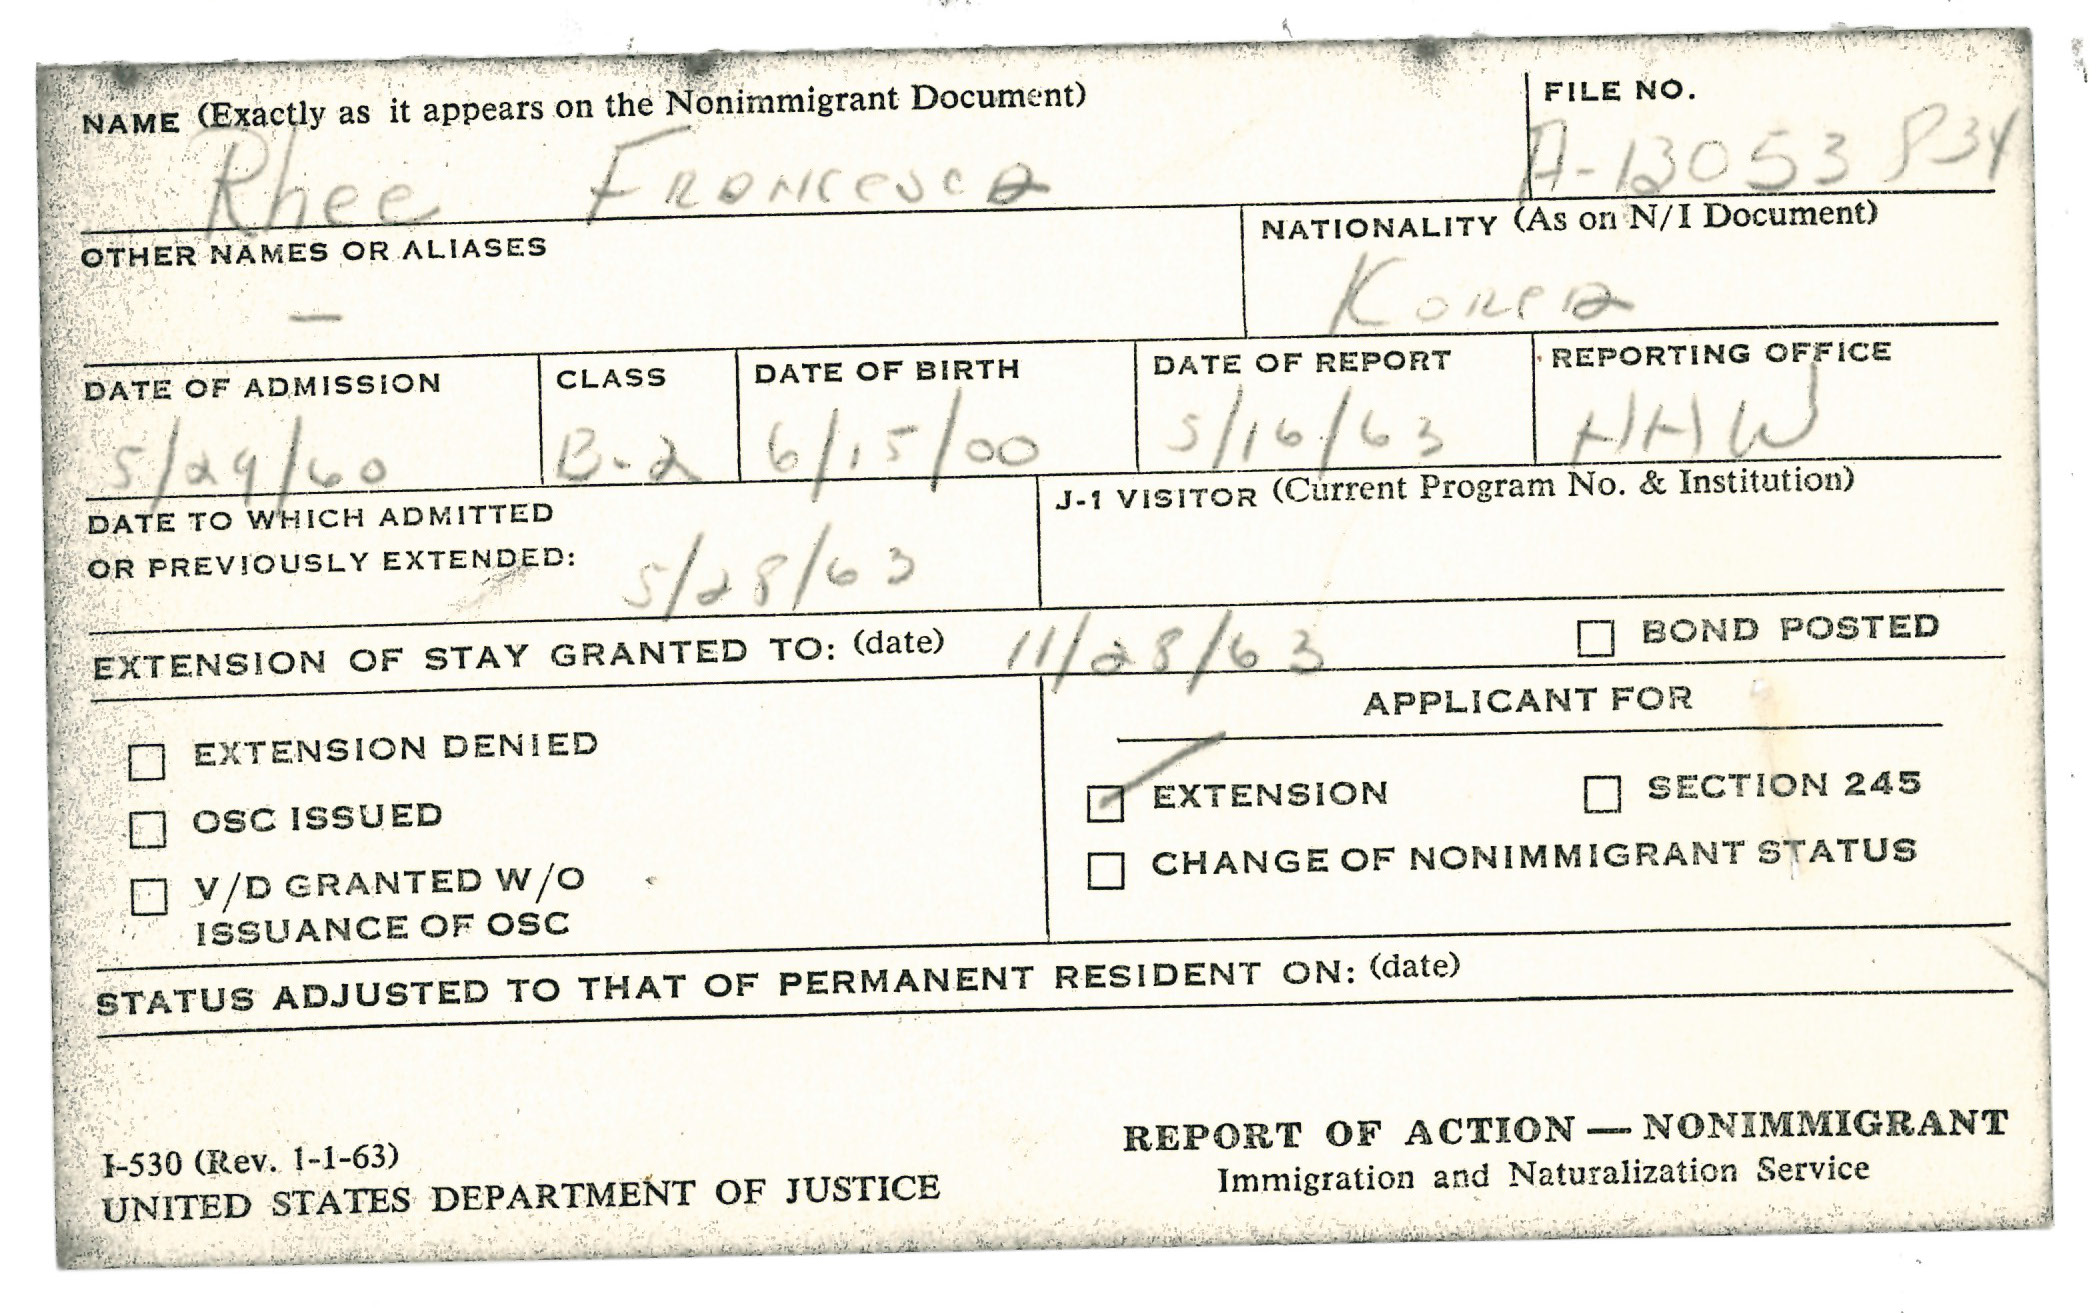 NAME (Exactly as it appears on the Nonimmigrant Document)
Rhee Francesca
FILE NO.
A-13053 834
OTHER NAMES OR ALIASES
—
NATIONALITY (As on N/I Document)
Korea
DATE OF ADMISSION
5/29/60
CLASS
B-2
DATE OF BIRTH
6/15/00
DATE OF REPORT
5/16/63
REPORTING OFFICE
HHW
DATE TO WHICH ADMITTED
OR PREVIOUSLY EXTENDED: 5/28/63
J-1 VISITOR (Current Program No. & Institution)
EXTENSION OF STAY GRANTED TO: (date) 11/28/63
BOND POSTED
EXTENSION DENIED
OSC ISSUED
V/D GRANTED W/O
ISSUANCE OF OSC
APPLICANT FOR
EXTENSION
SECTION 245
CHANGE OF NONIMMIGRANT STATUS
STATUS ADJUSTED TO THAT OF PERMANENT RESIDENT ON: (date)
I-530 (Rev. 1-1-63)
UNITED STATES DEPARTMENT OF JUSTICE
REPORT OF ACTION — NONIMMIGRANT
Immigration and Naturalization Service